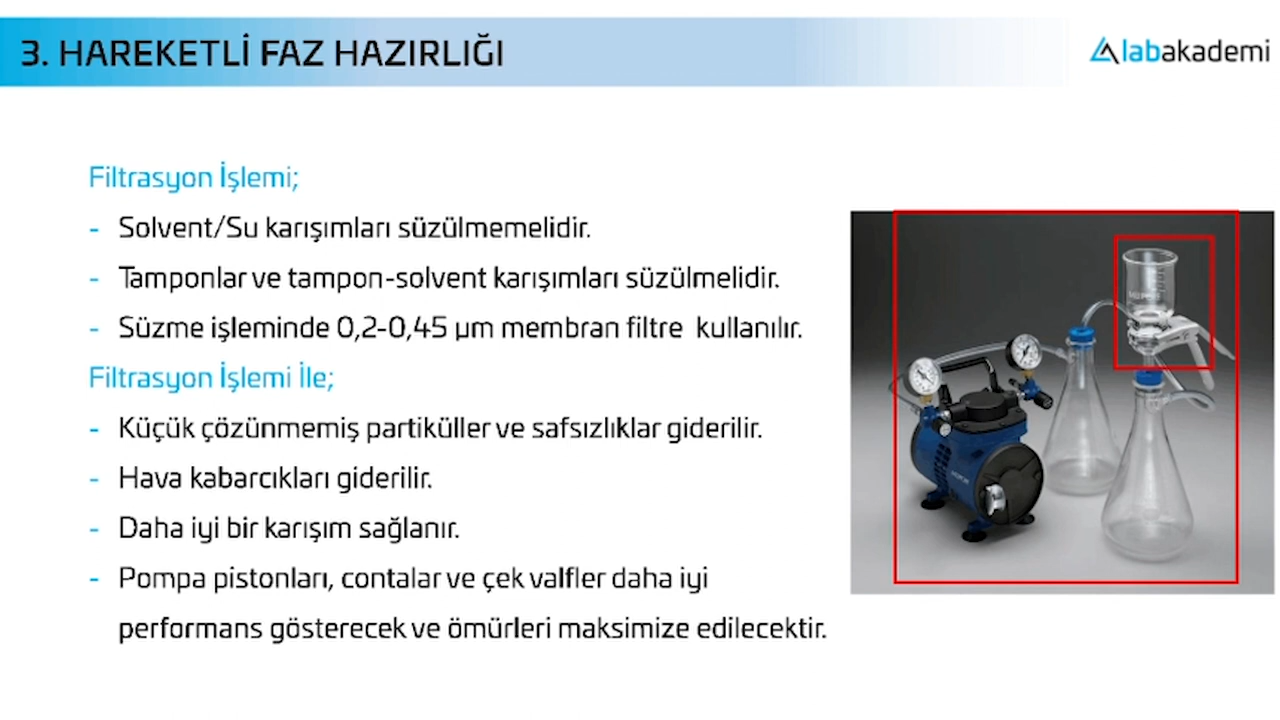 3. HAREKETLİ FAZ HAZIRLIĞI
labakademi
Filtrasyon İşlemi;
- Solvent/Su karışımları süzülmemelidir.
- Tamponlar ve tampon-solvent karışımları süzülmelidir.
- Süzme işleminde 0,2-0,45 µm membran filtre kullanılır.
Filtrasyon İşlemi İle;
- Küçük çözünmemiş partiküller ve safsızlıklar giderilir.
- Hava kabarcıkları giderilir.
- Daha iyi bir karışım sağlanır.
- Pompa pistonları, contalar ve çek valfler daha iyi
performans gösterecek ve ömürleri maksimize edilecektir.